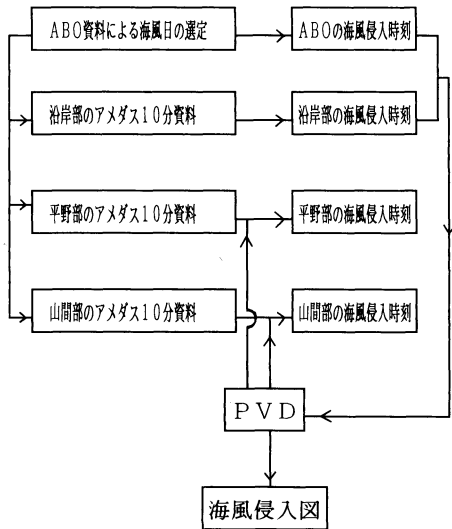 ＡＢＯ資料による海風日の選定
ＡＢＯの海風侵入時刻
沿岸部のアメダス１０分資料
沿岸部の海風侵入時刻
平野部のアメダス１０分資料
平野部の海風侵入時刻
山間部のアメダス１０分資料
山間部の海風侵入時刻
ＰＶＤ
海風侵入図